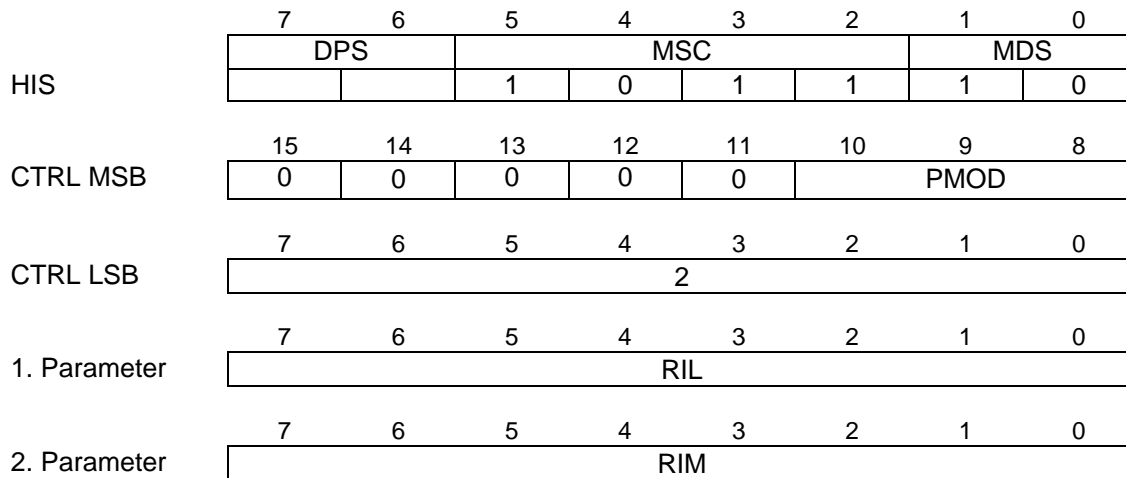 7 6 5 4 3 2 1 0
DPS MSC MDS
HIS 1 0 1 1 1 0
15 14 13 12 11 10 9 8
CTRL MSB 0 0 0 0 0 PMOD
7 6 5 4 3 2 1 0
CTRL LSB 2
7 6 5 4 3 2 1 0
1. Parameter RIL
7 6 5 4 3 2 1 0
2. Parameter RIM